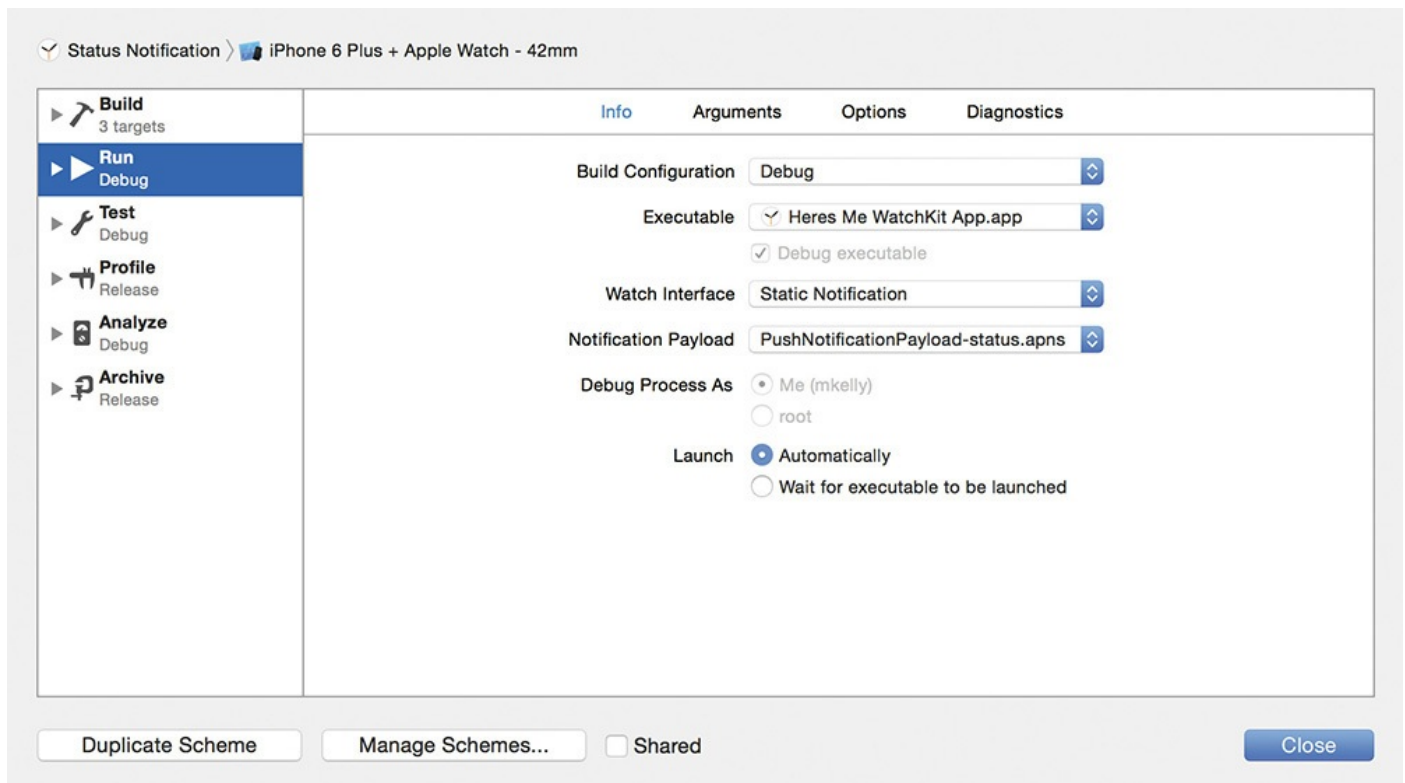 Status Notification 〉 iPhone 6 Plus + Apple Watch - 42mm
Build
3 targets
Run
Debug
Test
Debug
Profile
Release
Analyze
Debug
Archive
Release
Info Arguments Options Diagnostics
Build Configuration Debug
Executable Heres Me WatchKit App.app
Debug executable
Watch Interface Static Notification
Notification Payload PushNotificationPayload-status.apns
Debug Process As Me (mkelly)
root
Launch Automatically
Wait for executable to be launched
Duplicate Scheme Manage Schemes... Shared Close